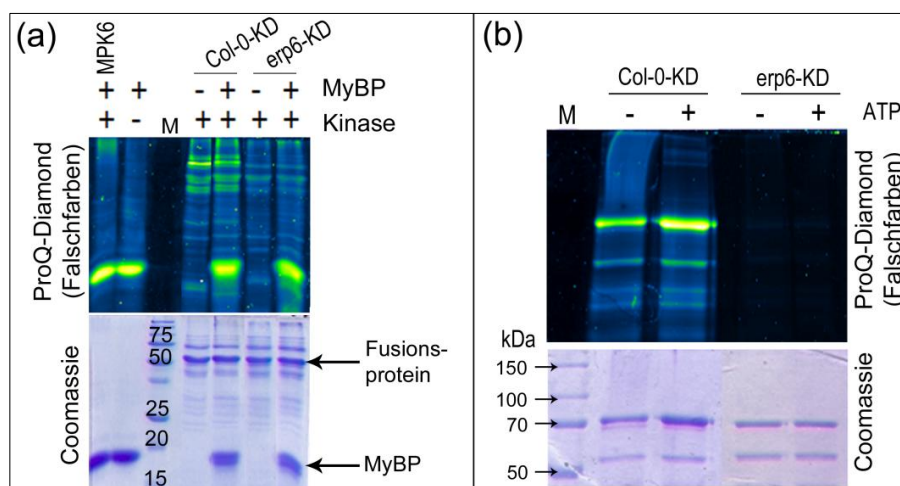 (a)
MPK6
Col-0-KD
erp6-KD
+ + - + - + MyBP
+ - M + + + + Kinase
ProQ-Diamond
(Falschfarben)
Coomassie
75
50
25
20
15
Fusions-
protein
MyBP
(b)
Col-0-KD
erp6-KD
M - + - + ATP
ProQ-Diamond
(Falschfarben)
kDa
150
100
70
50
Coomassie